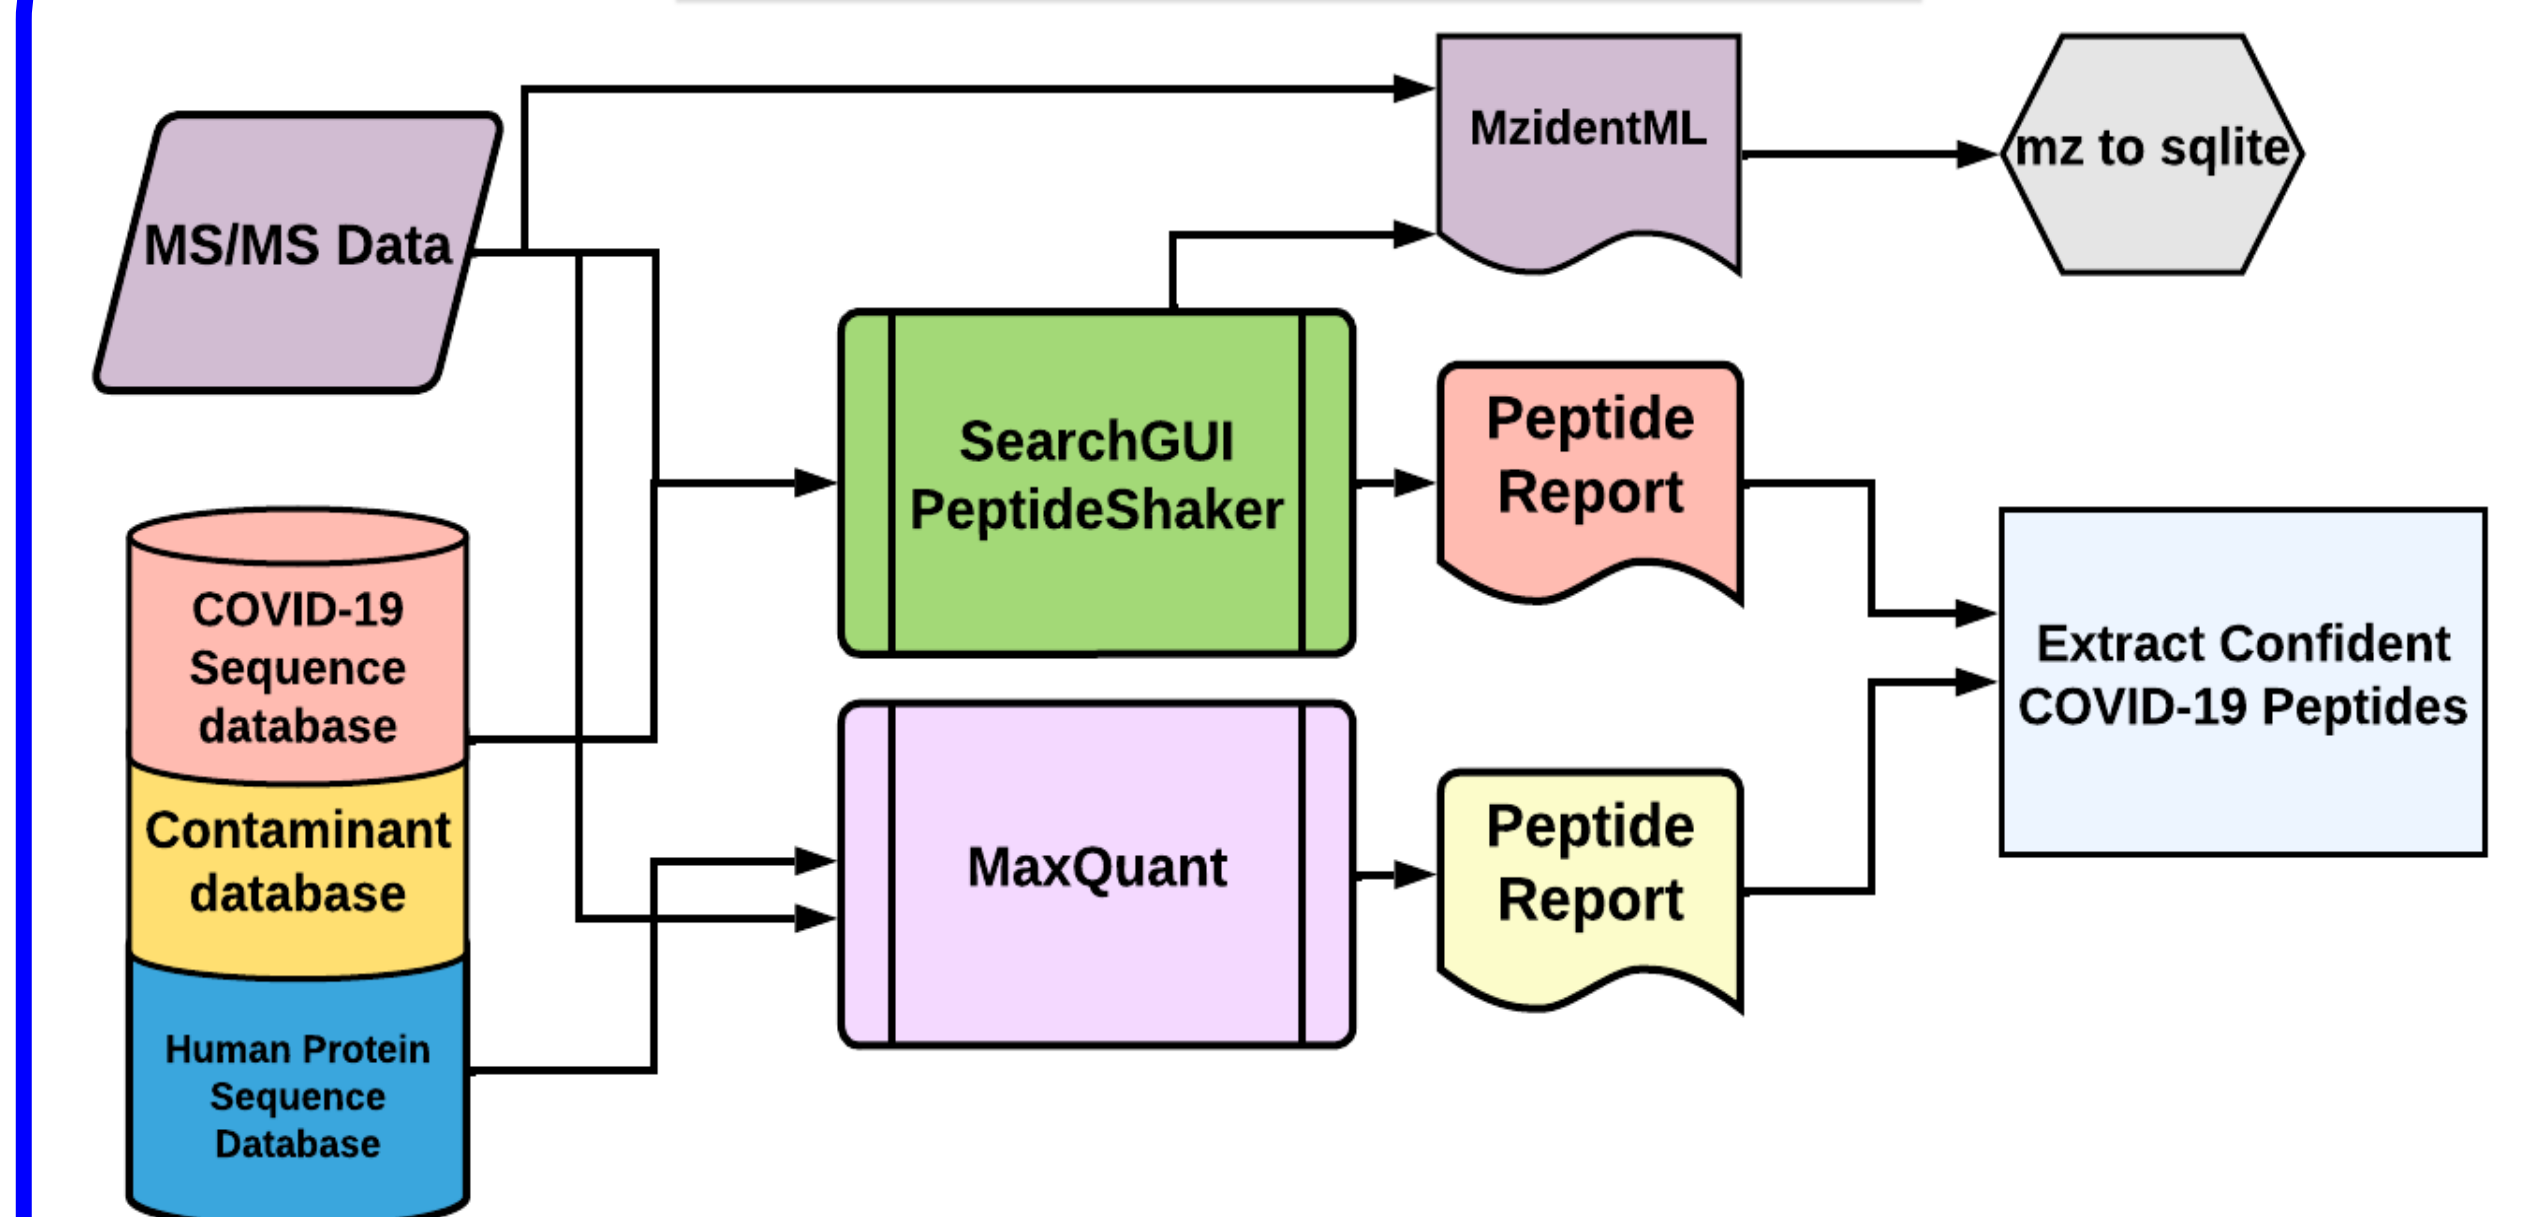 MzidentML
mz to sqlite
MS/MS Data
SearchGUI
PeptideShaker
Peptide
Report
COVID-19
Sequence
database
Extract Confident
COVID-19 Peptides
Contaminant
database
MaxQuant
Peptide
Report
Human Protein
Sequence
Database